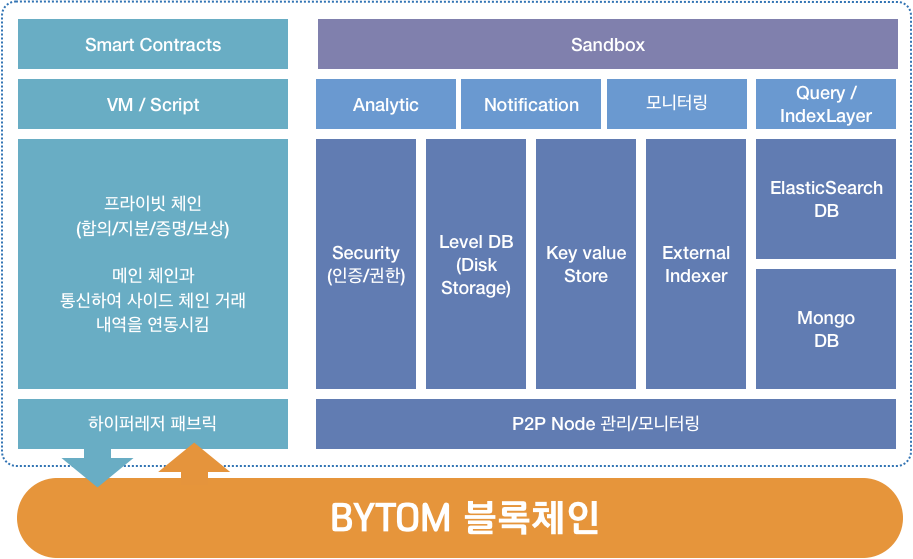 Smart Contracts
VM / Script
프라이빗 체인
(합의/지분/증명/보상)
메인 체인과
통신하여 사이드 체인 거래
내역을 연동시킴
하이퍼레저 패브릭
Sandbox
Analytic
Notification
모니터링
Query /
IndexLayer
Security
(인증/권한)
Level DB
(Disk
Storage)
Key value
Store
External
Indexer
ElasticSearch
DB
Mongo
DB
P2P Node 관리/모니터링
BYTOM 블록체인